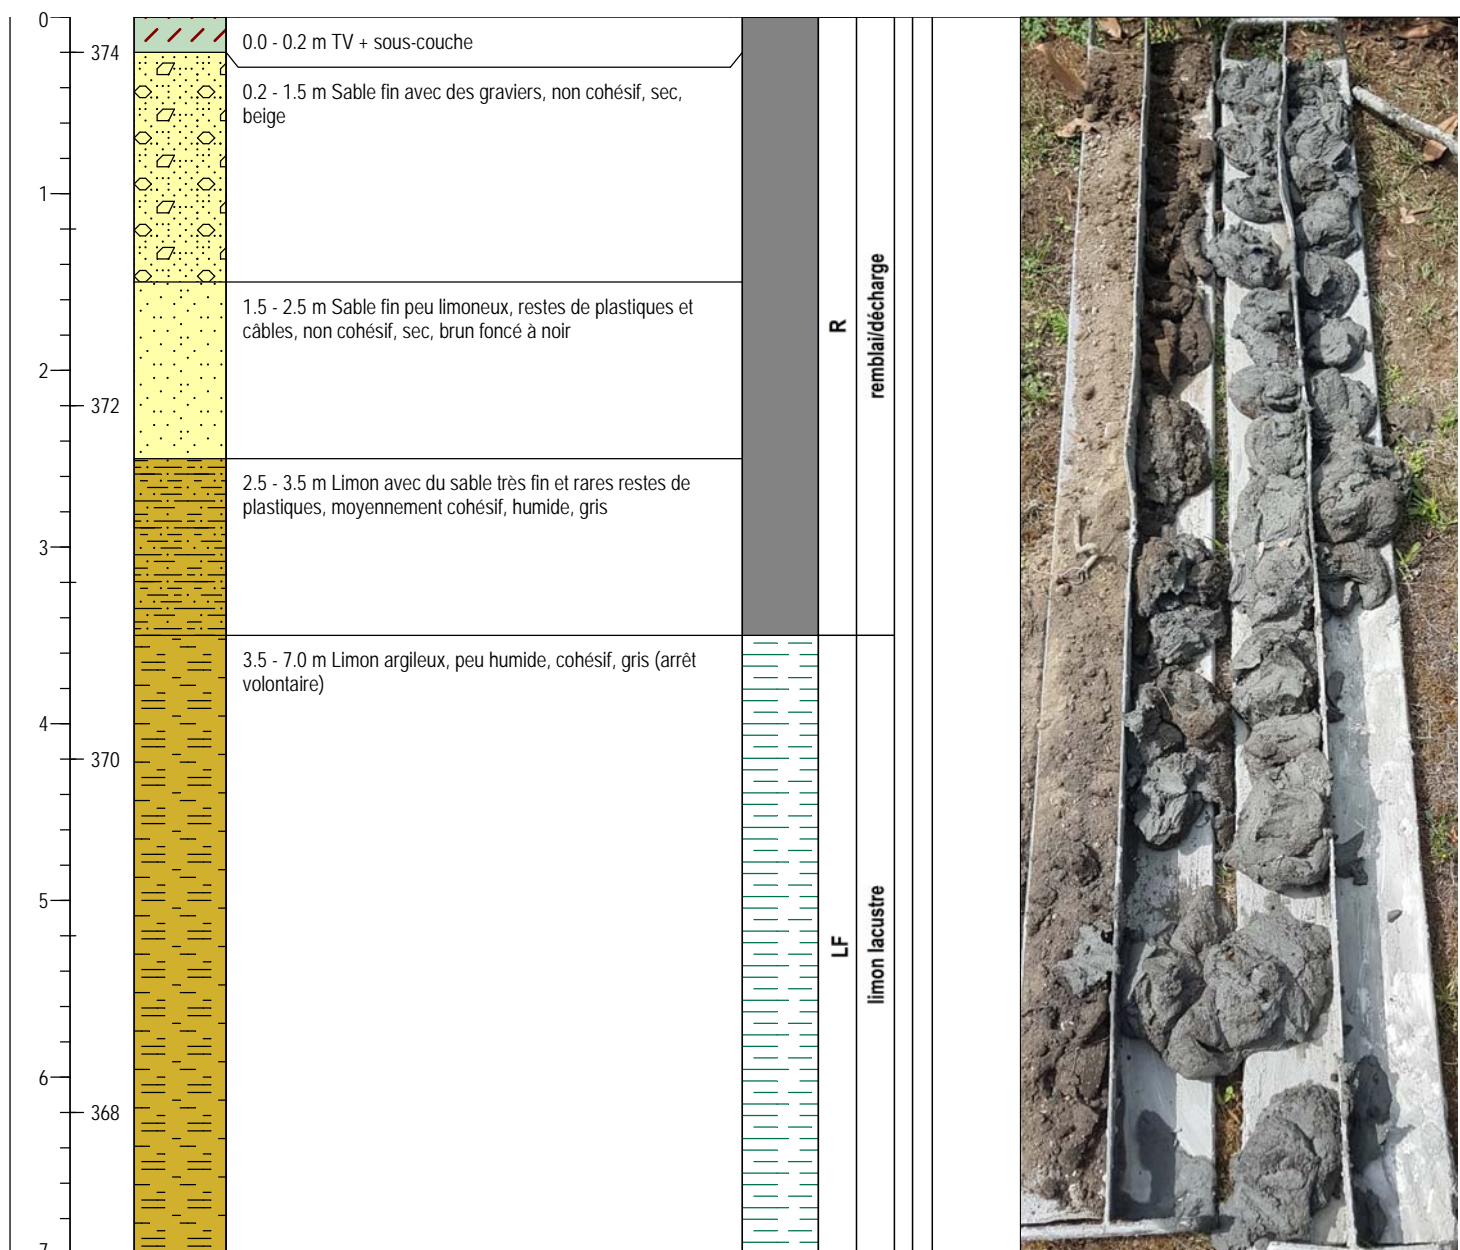 0
374
0.0 - 0.2 m TV + sous-couche
0.2 - 1.5 m Sable fin avec des graviers, non cohésif, sec,
beige
1
1.5 - 2.5 m Sable fin peu limoneux, restes de plastiques et
câbles, non cohésif, sec, brun foncé à noir
R
remblai/décharge
2
372
2.5 - 3.5 m Limon avec du sable très fin et rares restes de
plastiques, moyennement cohésif, humide, gris
3
3.5 - 7.0 m Limon argileux, peu humide, cohésif, gris (arrêt
volontaire)
4
370
5
LF
limon lacustre
6
368
7